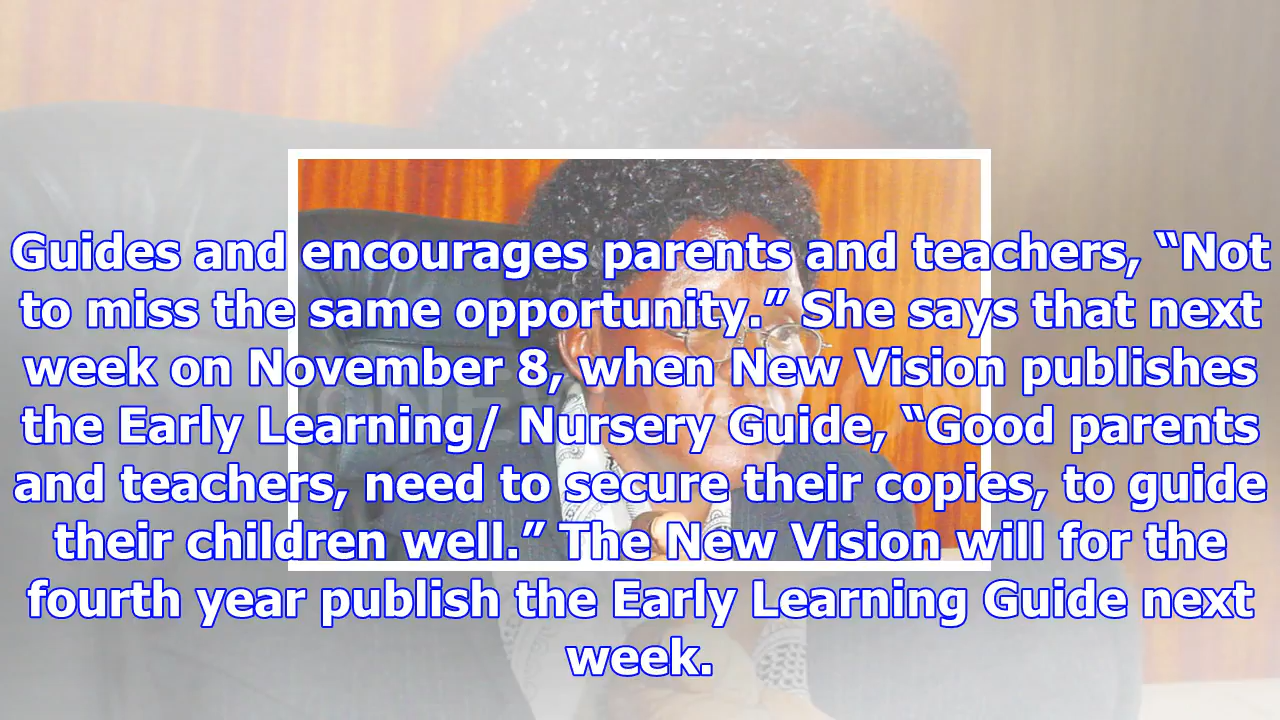 Guides and encourages parents and teachers, “Not
to miss the same opportunity.” She says that next
week on November 8, when New Vision publishes
the Early Learning/ Nursery Guide, “Good parents
and teachers, need to secure their copies, to guide
their children well.” The New Vision will for the
fourth year publish the Early Learning Guide next
week.